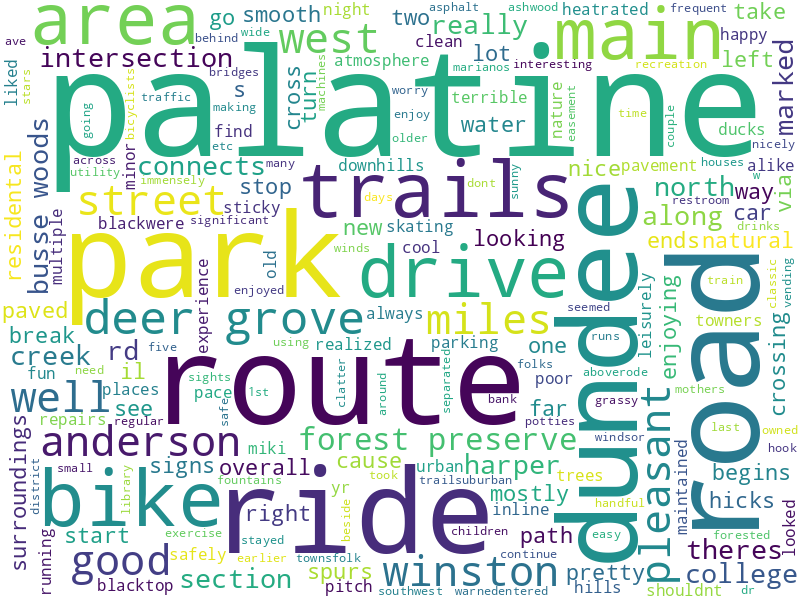 area
go smooth
night
two
asphalt
ashwood
frequent
heatrated
take
ave
behind
wide
really
main
happy
intersection
west
clean
left
liked
stars
bridges
bicyclists
machines
atmosphere
lot
marianos
interesting
recreation
marked
s
cross
turn
palatine
going
traffic
making
worry
enjoy
terrible
nature
easement
time
couple
ducks
nicely
find
etc
older
water
busse woods
across
minor
many
connects
downhills
nice
pavement
houses
alike
utility
immensely
dont
sunny
w
residental
street
stop
trails
north
way
via
restroom
multiple
sticky
days
blackwere
significant
new
skating
along
car
drinks
winds
cool
looking
ends
natural
old
enjoyed
park
drive
dundee
road
train
classic
vending
paved
experience
always
miles
seemed
leisurely
enjoying
towners
crossing
deer grove
break
rd
five
using
realized
parking
one
runs
creek
il
route
folks
aboverode
fun
need
sights
clatter
around
separated
poor
places
pace
1st
bank
grassy
mothers
well
see
safe
far
pleasant
repairs
regular
potties
last
owned
surroundings
anderson
miki
forest preserve
windsor
hook
small
signs
overall
cause
urban
harper
trees
maintained
begins
district
library
bike
fountains
took
trailsuburban
mostly
handful
yr
ride
hicks
start
right
beside
inline
forested
looked
exercise
stayed
children
path
easy
theres
running
good
safely
earlier
townsfolk
continue
section
spurs
winston
pretty
college
blacktop
pitch
southwest
warnedentered
hills
shouldnt
dr